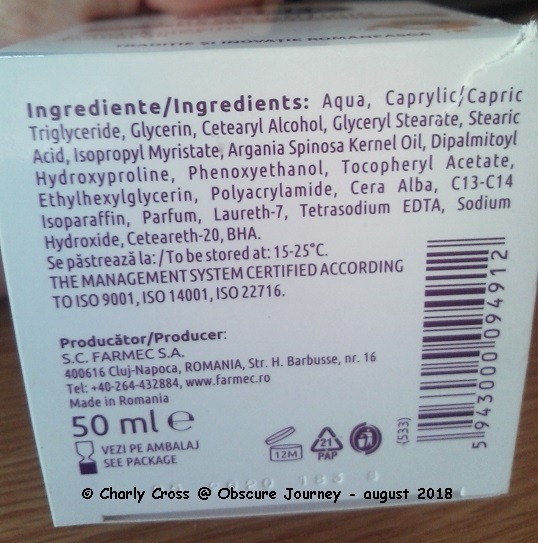 TRADIȚIE ȘI INOVAȚIE ROMÂNEASCĂ
Ingrediente/Ingredients: Aqua, Caprylic/Capric
Triglyceride, Glycerin, Cetearyl Alcohol, Glyceryl Stearate, Stearic
Acid, Isopropyl Myristate, Argania Spinosa Kernel Oil, Dipalmitoyl
Hydroxyproline, Phenoxyethanol, Tocopheryl Acetate,
Ethylhexylglycerin, Polyacrylamide, Cera Alba, C13-C14
Isoparaffin, Parfum, Laureth-7, Tetrasodium EDTA, Sodium
Hydroxide, Ceteareth-20, BHA.
Se păstrează la:/To be stored at: 15-25°C.
THE MANAGEMENT SYSTEM CERTIFIED ACCORDING
TO ISO 9001, ISO 14001, ISO 22716.
Producător/Producer:
S.C. FARMEC S.A.
400616 Cluj-Napoca, ROMANIA, Str. H. Barbusse, nr. 16
Tel: +40-264-432884, www.farmec.ro
Made in Romania
50 ml e
VEZI PE AMBALAJ
SEE PACKAGE
12M
21
PAP
(533)
5 943000 094912
© Charly Cross @ Obscure Journey - august 2018